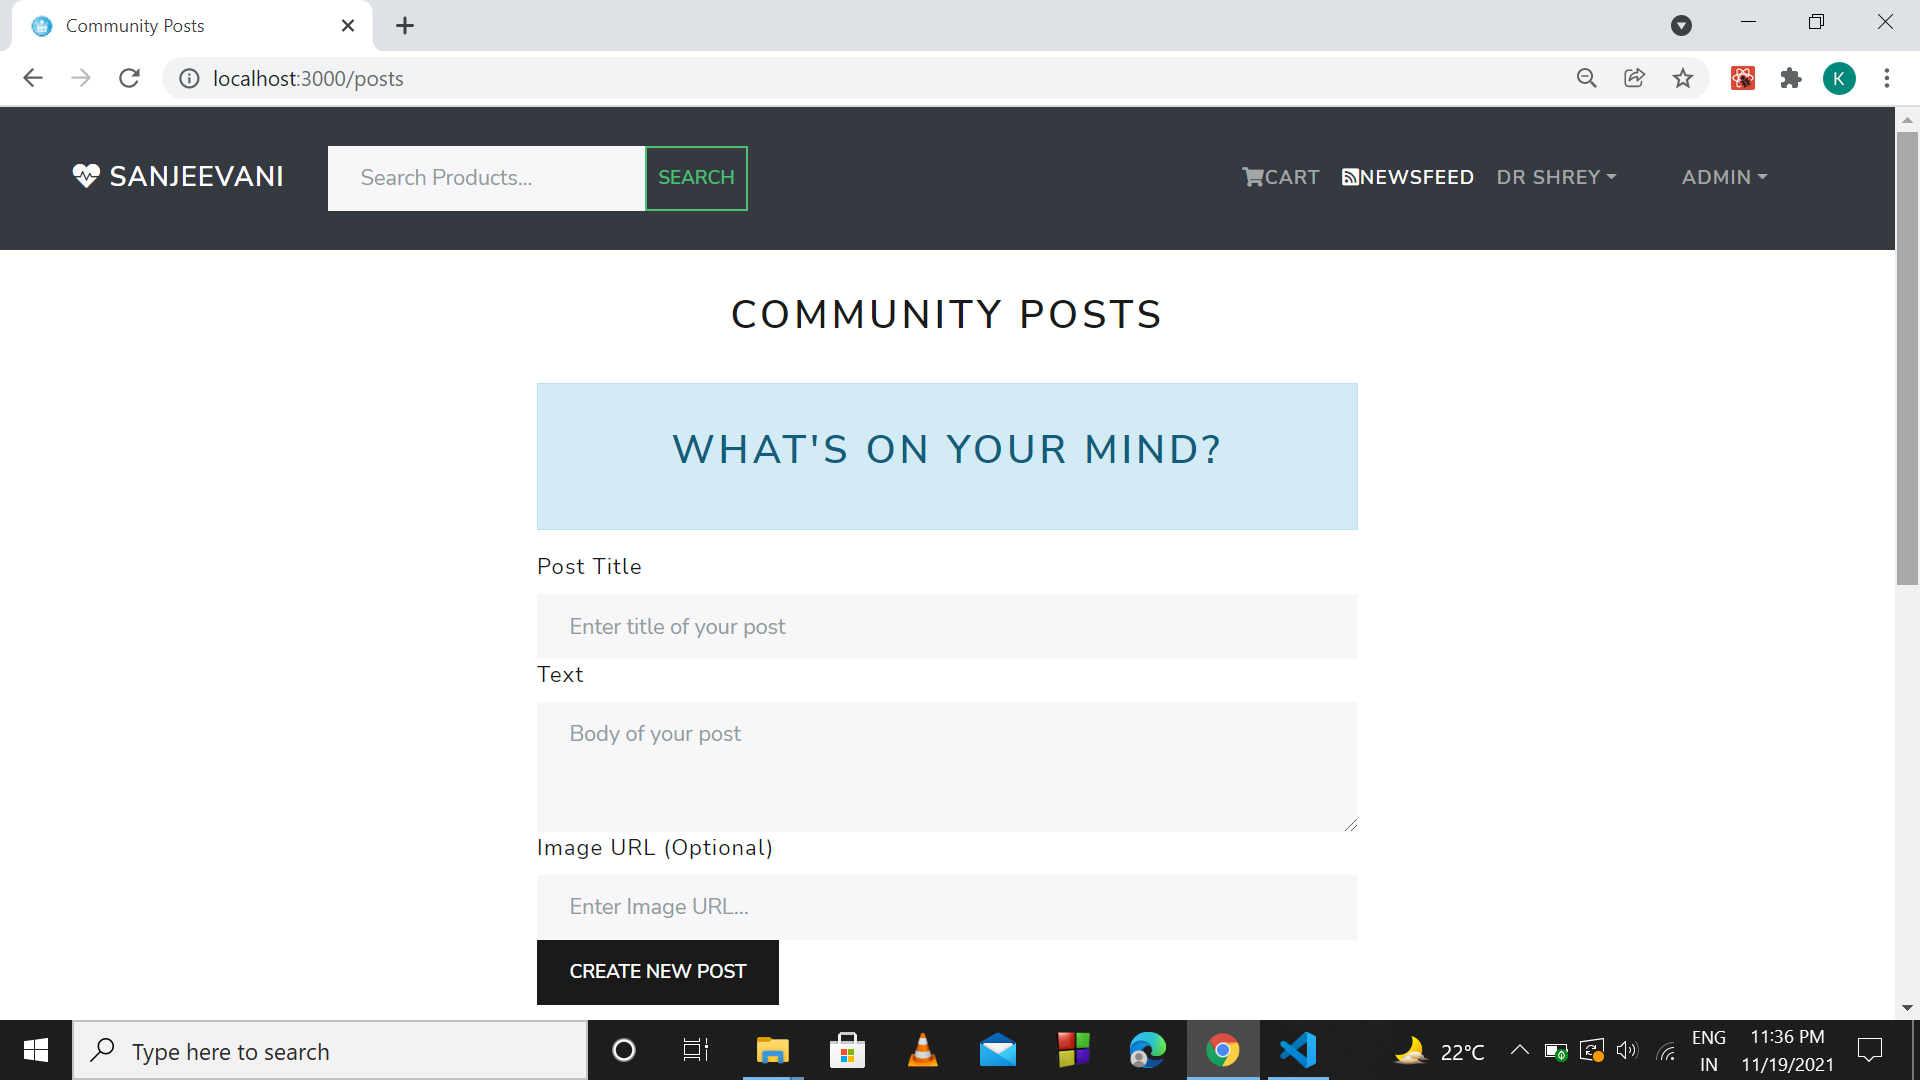 Community Posts
localhost:3000/posts
K
SANJEEVANI
Search Products...
SEARCH
CART
NEWSFEED
DR SHREY
ADMIN
COMMUNITY POSTS
WHAT'S ON YOUR MIND?
Post Title
Enter title of your post
Text
Body of your post
Image URL (Optional)
Enter Image URL...
CREATE NEW POST
Type here to search
22°C
ENG
IN
11:36 PM
11/19/2021